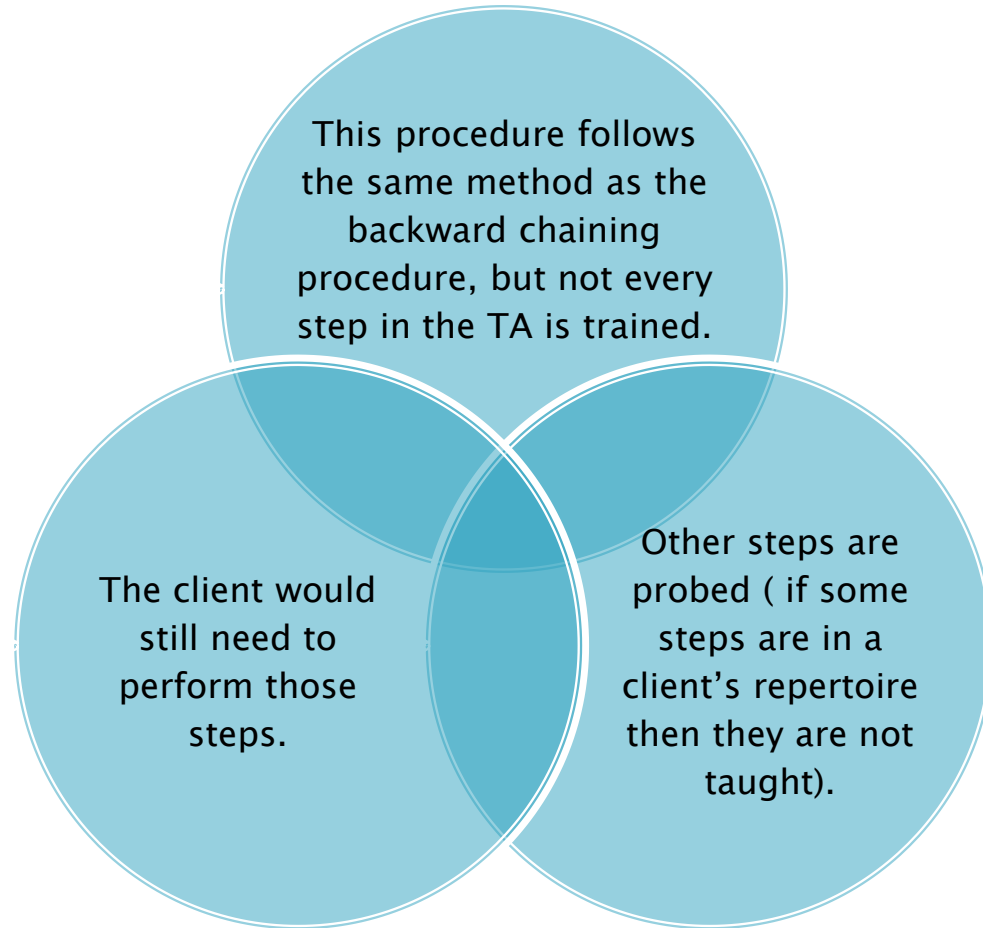 This procedure follows
the same method as the
backward chaining
procedure, but not every
step in the TA is trained.
The client would
still need to
perform those
steps.
Other steps are
probed ( if some
steps are in a
client’s repertoire
then they are not
taught).